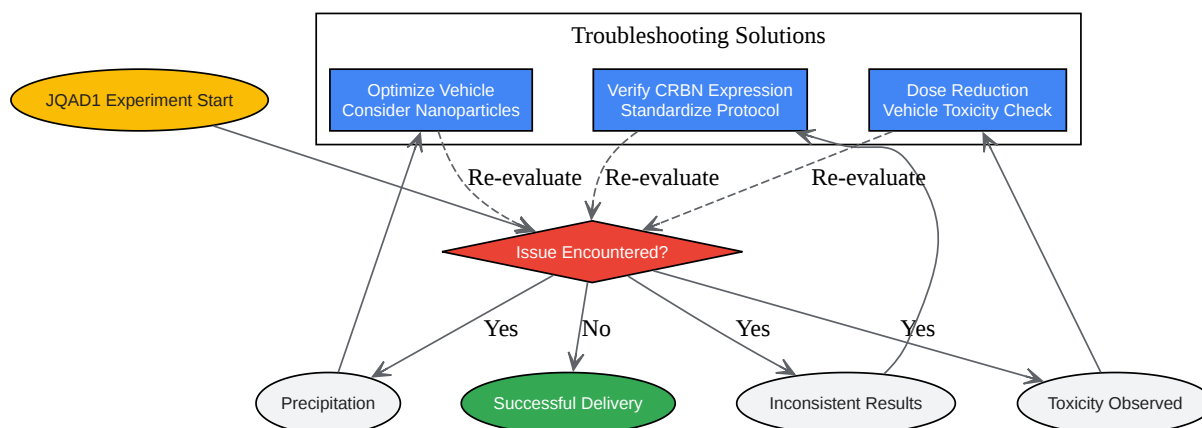 Troubleshooting Solutions
JQAD1 Experiment Start
Optimize Vehicle
Consider Nanoparticles
Verify CRBN Expression
Standardize Protocol
Dose Reduction
Vehicle Toxicity Check
Re-evaluate
Re-evaluate
Re-evaluate
Issue Encountered?
Yes
No
Yes
Yes
Precipitation
Successful Delivery
Inconsistent Results
Toxicity Observed